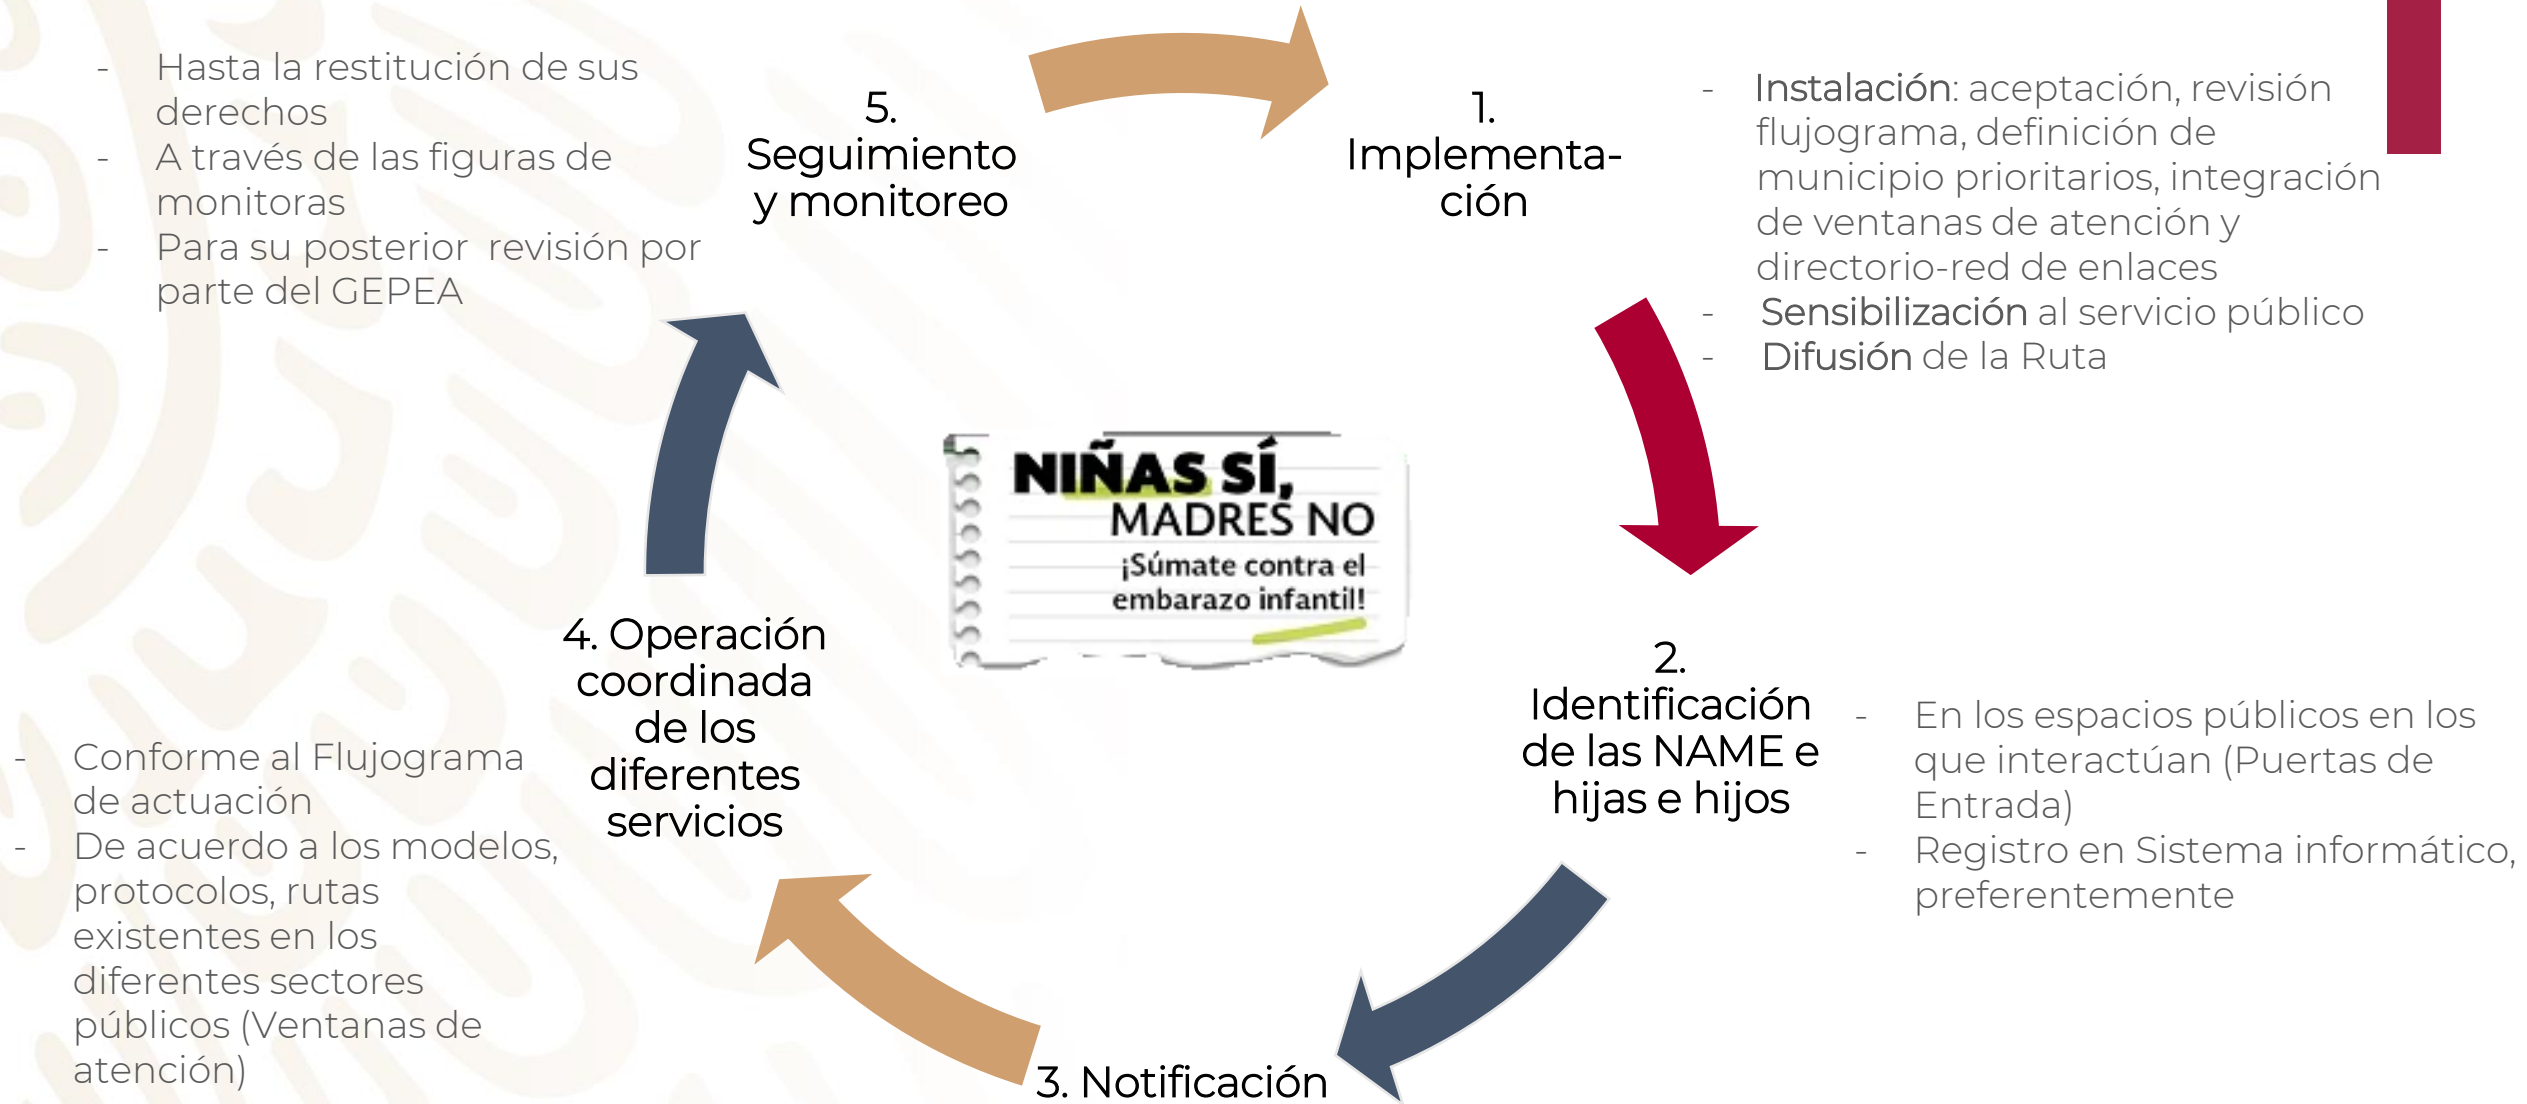 5.
Seguimiento
y monitoreo
- Hasta la restitución de sus
derechos
- A través de las figuras de
monitoras
- Para su posterior  revisión por
parte del GEPEA
1.
Implementa-
ción
- Instalación: aceptación, revisión
flujograma, definición de
municipio prioritarios, integración
de ventanas de atención y
directorio-red de enlaces
- Sensibilización al servicio público
- Difusión de la Ruta
NIÑAS SÍ,
MADRES NO
¡Súmate contra el
embarazo infantil!
2.
Identificación
de las NAME e
hijas e hijos
- En los espacios públicos en los
que interactúan (Puertas de
Entrada)
- Registro en Sistema informático,
preferentemente
3. Notificación
4. Operación
coordinada
de los
diferentes
servicios
- Conforme al Flujograma
de actuación
- De acuerdo a los modelos,
protocolos, rutas
existentes en los
diferentes sectores
públicos (Ventanas de
atención)